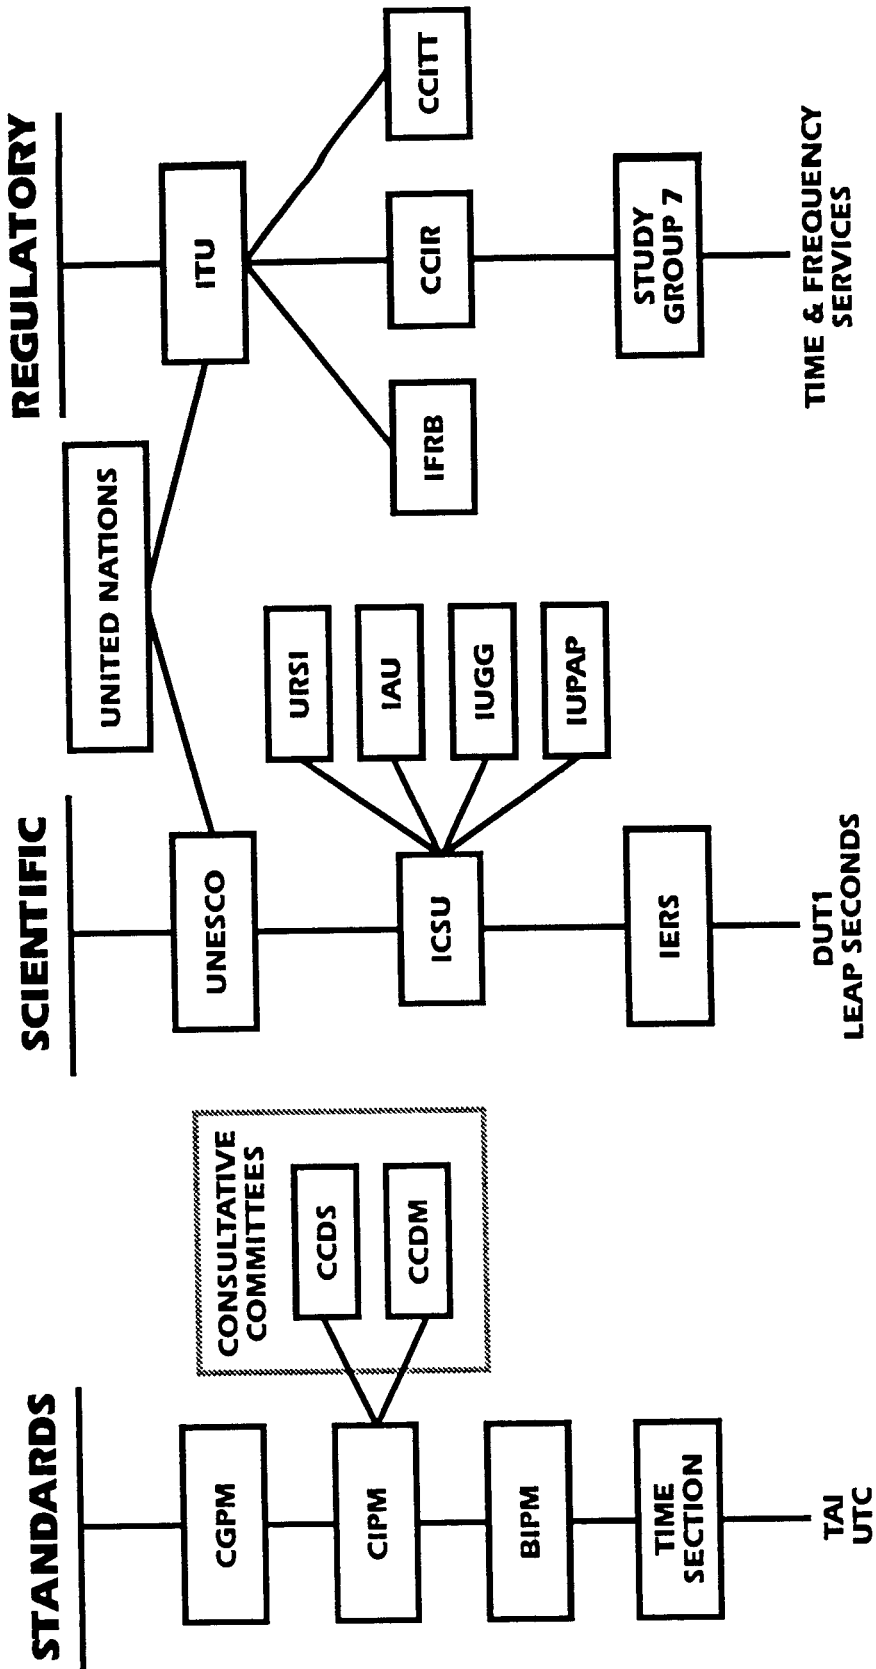 STANDARDS
CGPM
CIPM
BIPM
TIME
SECTION
TAI
UTC
CONSULTATIVE
COMMITTEES
CCDS
CCDM
SCIENTIFIC
UNESCO
ICSU
IERS
DUT1
LEAP SECONDS
URSI
IAU
IUGG
IUPAP
UNITED NATIONS
REGULATORY
ITU
IFRB
CCIR
CCITT
STUDY
GROUP 7
TIME & FREQUENCY
SERVICES